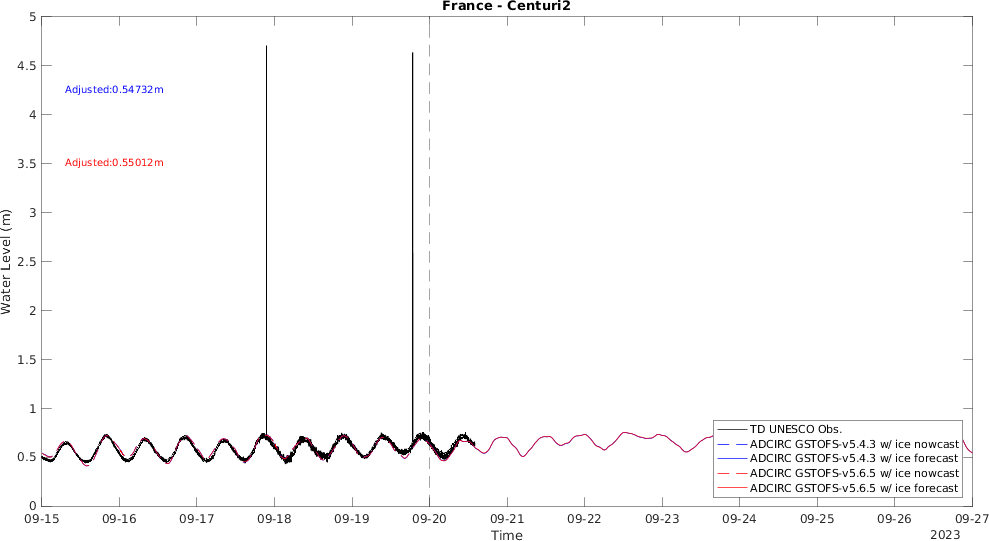 France - Centuri2
5
4.5
4
3.5
3
2.5
2
1.5
1
0.5
0
Water Level (m)
Adjusted:0.54732m
Adjusted:0.55012m
TD UNESCO Obs.
ADCIRC GSTOFS-v5.4.3 w/ ice nowcast
ADCIRC GSTOFS-v5.4.3 w/ ice forecast
ADCIRC GSTOFS-v5.6.5 w/ ice nowcast
ADCIRC GSTOFS-v5.6.5 w/ ice forecast
09-15 09-16 09-17 09-18 09-19 09-20 09-21 09-22 09-23 09-24 09-25 09-26 09-27
Time
2023